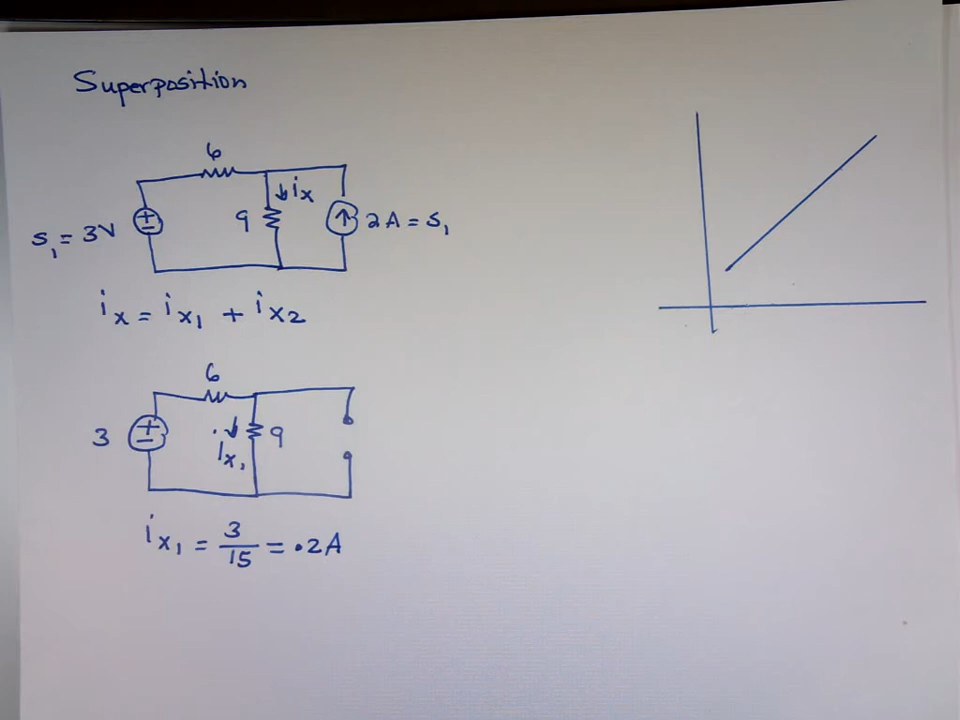 Superposition
6
S₁ = 3V
9
↓ iₓ
2A = S₁
iₓ = iₓ₁ + iₓ₂
6
3
↓ iₓ₁
9
iₓ₁ = 3/15 = .2A